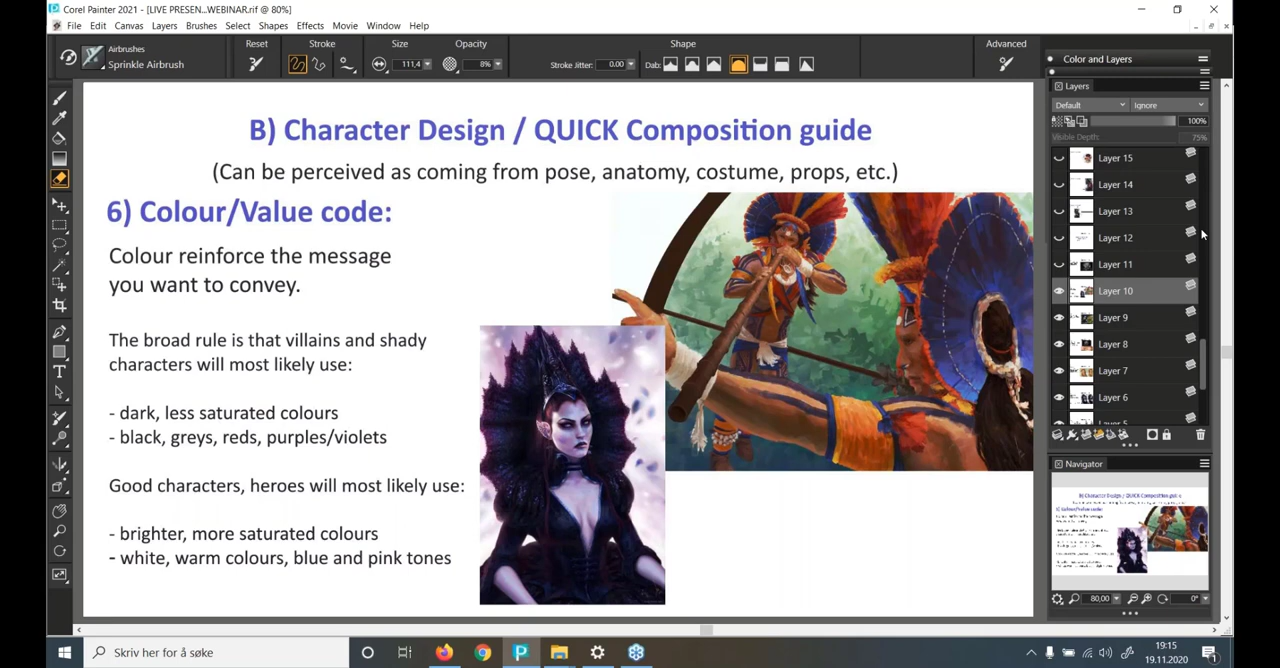 Corel Painter 2021 - [LIVE PRESEN...WEBINAR.rif @ 80%]
File Edit Canvas Layers Brushes Select Shapes Effects Movie Window Help
Airbrushes
Sprinkle Airbrush
Reset
Stroke
Size
111,4
Opacity
8%
Stroke Jitter: 0.00
Shape
Dab:
Advanced
Color and Layers
Layers
Default
Ignore
100%
Visible Depth: 75%
Layer 15
Layer 14
Layer 13
Layer 12
Layer 11
Layer 10
Layer 9
Layer 8
Layer 7
Layer 6
Navigator
80,00
0°
B) Character Design / QUICK Composition guide
(Can be perceived as coming from pose, anatomy, costume, props, etc.)
6) Colour/Value code:
Colour reinforce the message
you want to convey.
The broad rule is that villains and shady
characters will most likely use:
- dark, less saturated colours
- black, greys, reds, purples/violets
Good characters, heroes will most likely use:
- brighter, more saturated colours
- white, warm colours, blue and pink tones
Skriv her for å søke
19:15
19.11.2020